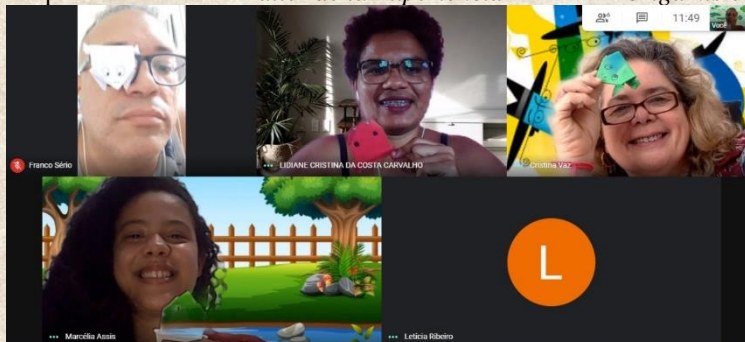 11:49
Você
Franco Sério
LIDIANE CRISTINA DA COSTA CARVALHO
Cristina Vaz
L
Marcélia Assis
Letícia Ribeiro